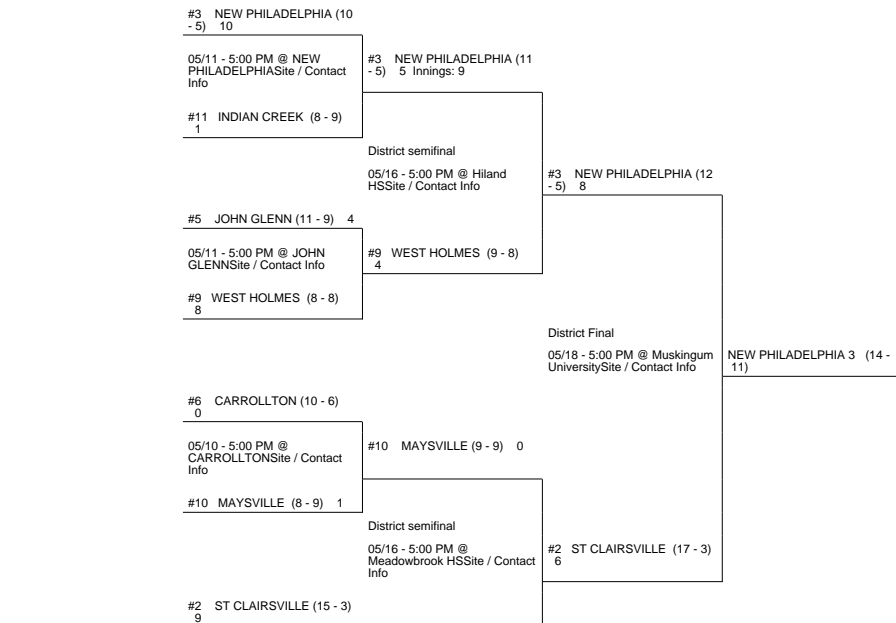 #3 NEW PHILADELPHIA (10
- 5) 10
05/11 - 5:00 PM @ NEW
PHILADELPHIASite / Contact
Info
#11 INDIAN CREEK (8 - 9)
1
#3 NEW PHILADELPHIA (11
- 5) 5 Innings: 9
District semifinal
05/16 - 5:00 PM @ Hiland
HSSite / Contact Info
#3 NEW PHILADELPHIA (12
- 5) 8
#5 JOHN GLENN (11 - 9) 4
05/11 - 5:00 PM @ JOHN
GLENNSite / Contact Info
#9 WEST HOLMES (8 - 8)
8
#9 WEST HOLMES (9 - 8)
4
District Final
05/18 - 5:00 PM @ Muskingum
UniversitySite / Contact Info
NEW PHILADELPHIA 3 (14 -
11)
#6 CARROLLTON (10 - 6)
0
05/10 - 5:00 PM @
CARROLLTONSite / Contact
Info
#10 MAYSVILLE (8 - 9) 1
#10 MAYSVILLE (9 - 9) 0
District semifinal
05/16 - 5:00 PM @
Meadowbrook HSSite / Contact
Info
#2 ST CLAIRSVILLE (17 - 3)
6
#2 ST CLAIRSVILLE (15 - 3)
9